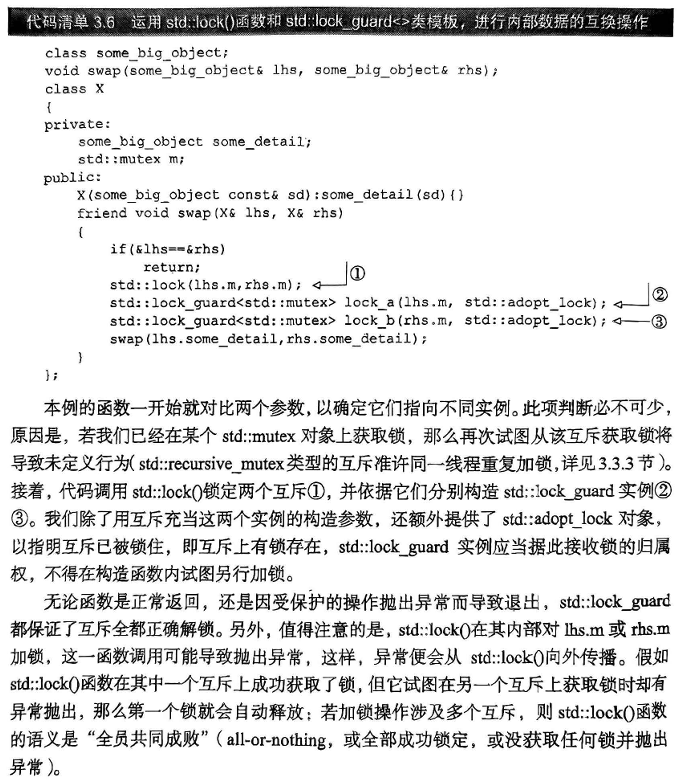 代码清单 3.6 运用 std::lock()函数和 std::lock_guard<>类模板，进行内部数据的互换操作
class some_big_object;
void swap(some_big_object& lhs, some_big_object& rhs);
class X
{
private:
some_big_object some_detail;
std::mutex m;
public:
X(some_big_object const& sd):some_detail(sd){}
friend void swap(X& lhs, X& rhs)
{
if(&lhs==&rhs)
return;
std::lock(lhs.m,rhs.m); ①
std::lock_guard<std::mutex> lock_a(lhs.m, std::adopt_lock); ②
std::lock_guard<std::mutex> lock_b(rhs.m, std::adopt_lock); ③
swap(lhs.some_detail,rhs.some_detail);
}
};
本例的函数一开始就对比两个参数，以确定它们指向不同实例。此项判断必不可少，
原因是，若我们已经在某个 std::mutex 对象上获取锁，那么再次试图从该互斥获取锁将
导致未定义行为（std::recursive_mutex 类型的互斥准许同一线程重复加锁，详见 3.3.3 节）。
接着，代码调用 std::lock()锁定两个互斥①，并依据它们分别构造 std::lock_guard 实例②
③。我们除了用互斥充当这两个实例的构造参数，还额外提供了 std::adopt_lock 对象，
以指明互斥已被锁住，即互斥上有锁存在，std::lock_guard 实例应当据此接收锁的归属
权，不得在构造函数内试图另行加锁。
无论函数是正常返回，还是因受保护的操作抛出异常而导致退出，std::lock_guard
都保证了互斥全都正确解锁。另外，值得注意的是，std::lock()在其内部对 lhs.m 或 rhs.m
加锁，这一函数调用可能导致抛出异常，这样，异常便会从 std::lock()向外传播。假如
std::lock()函数在其中一个互斥上成功获取了锁，但它试图在另一个互斥上获取锁时却有
异常抛出，那么第一个锁就会自动释放；若加锁操作涉及多个互斥，则 std::lock()函数
的语义是“全员共同成败”（all-or-nothing，或全部成功锁定，或没获取任何锁并抛出
异常）。